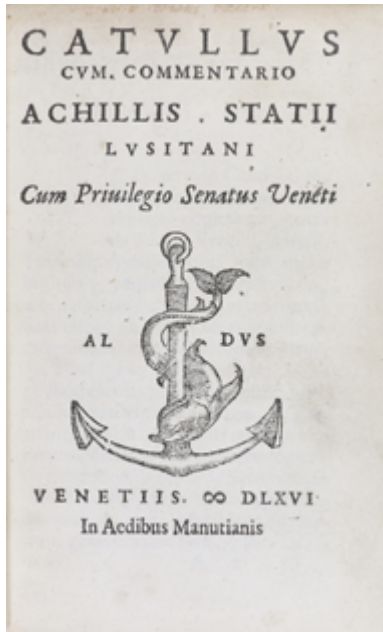 CATVLLVS
CVM. COMMENTARIO
ACHILLIS . STATII
LVSITANI
Cum Priuilegio Senatus Veneti
AL DVS
VENETIIS. ∞ DLXVI
In Aedibus Manutianis